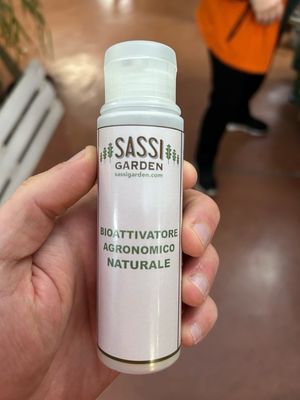 SASSI
GARDEN
sassigarden.com
BIOATTIVATORE
AGRONOMICO
NATURALE